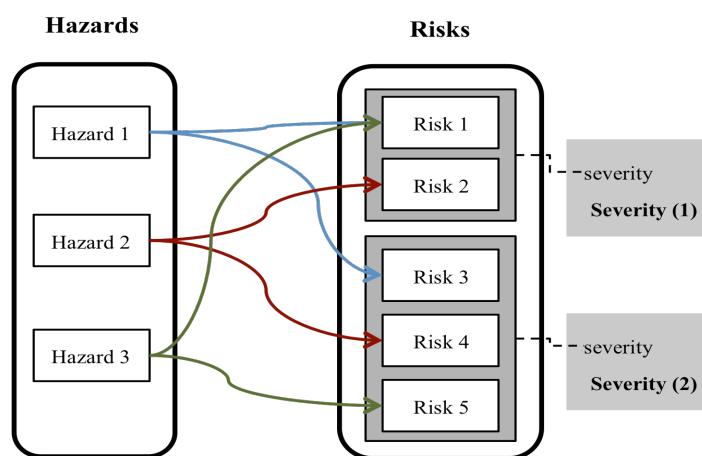 Hazards
Risks
Hazard 1
Hazard 2
Hazard 3
Risk 1
Risk 2
Risk 3
Risk 4
Risk 5
severity
Severity (1)
severity
Severity (2)